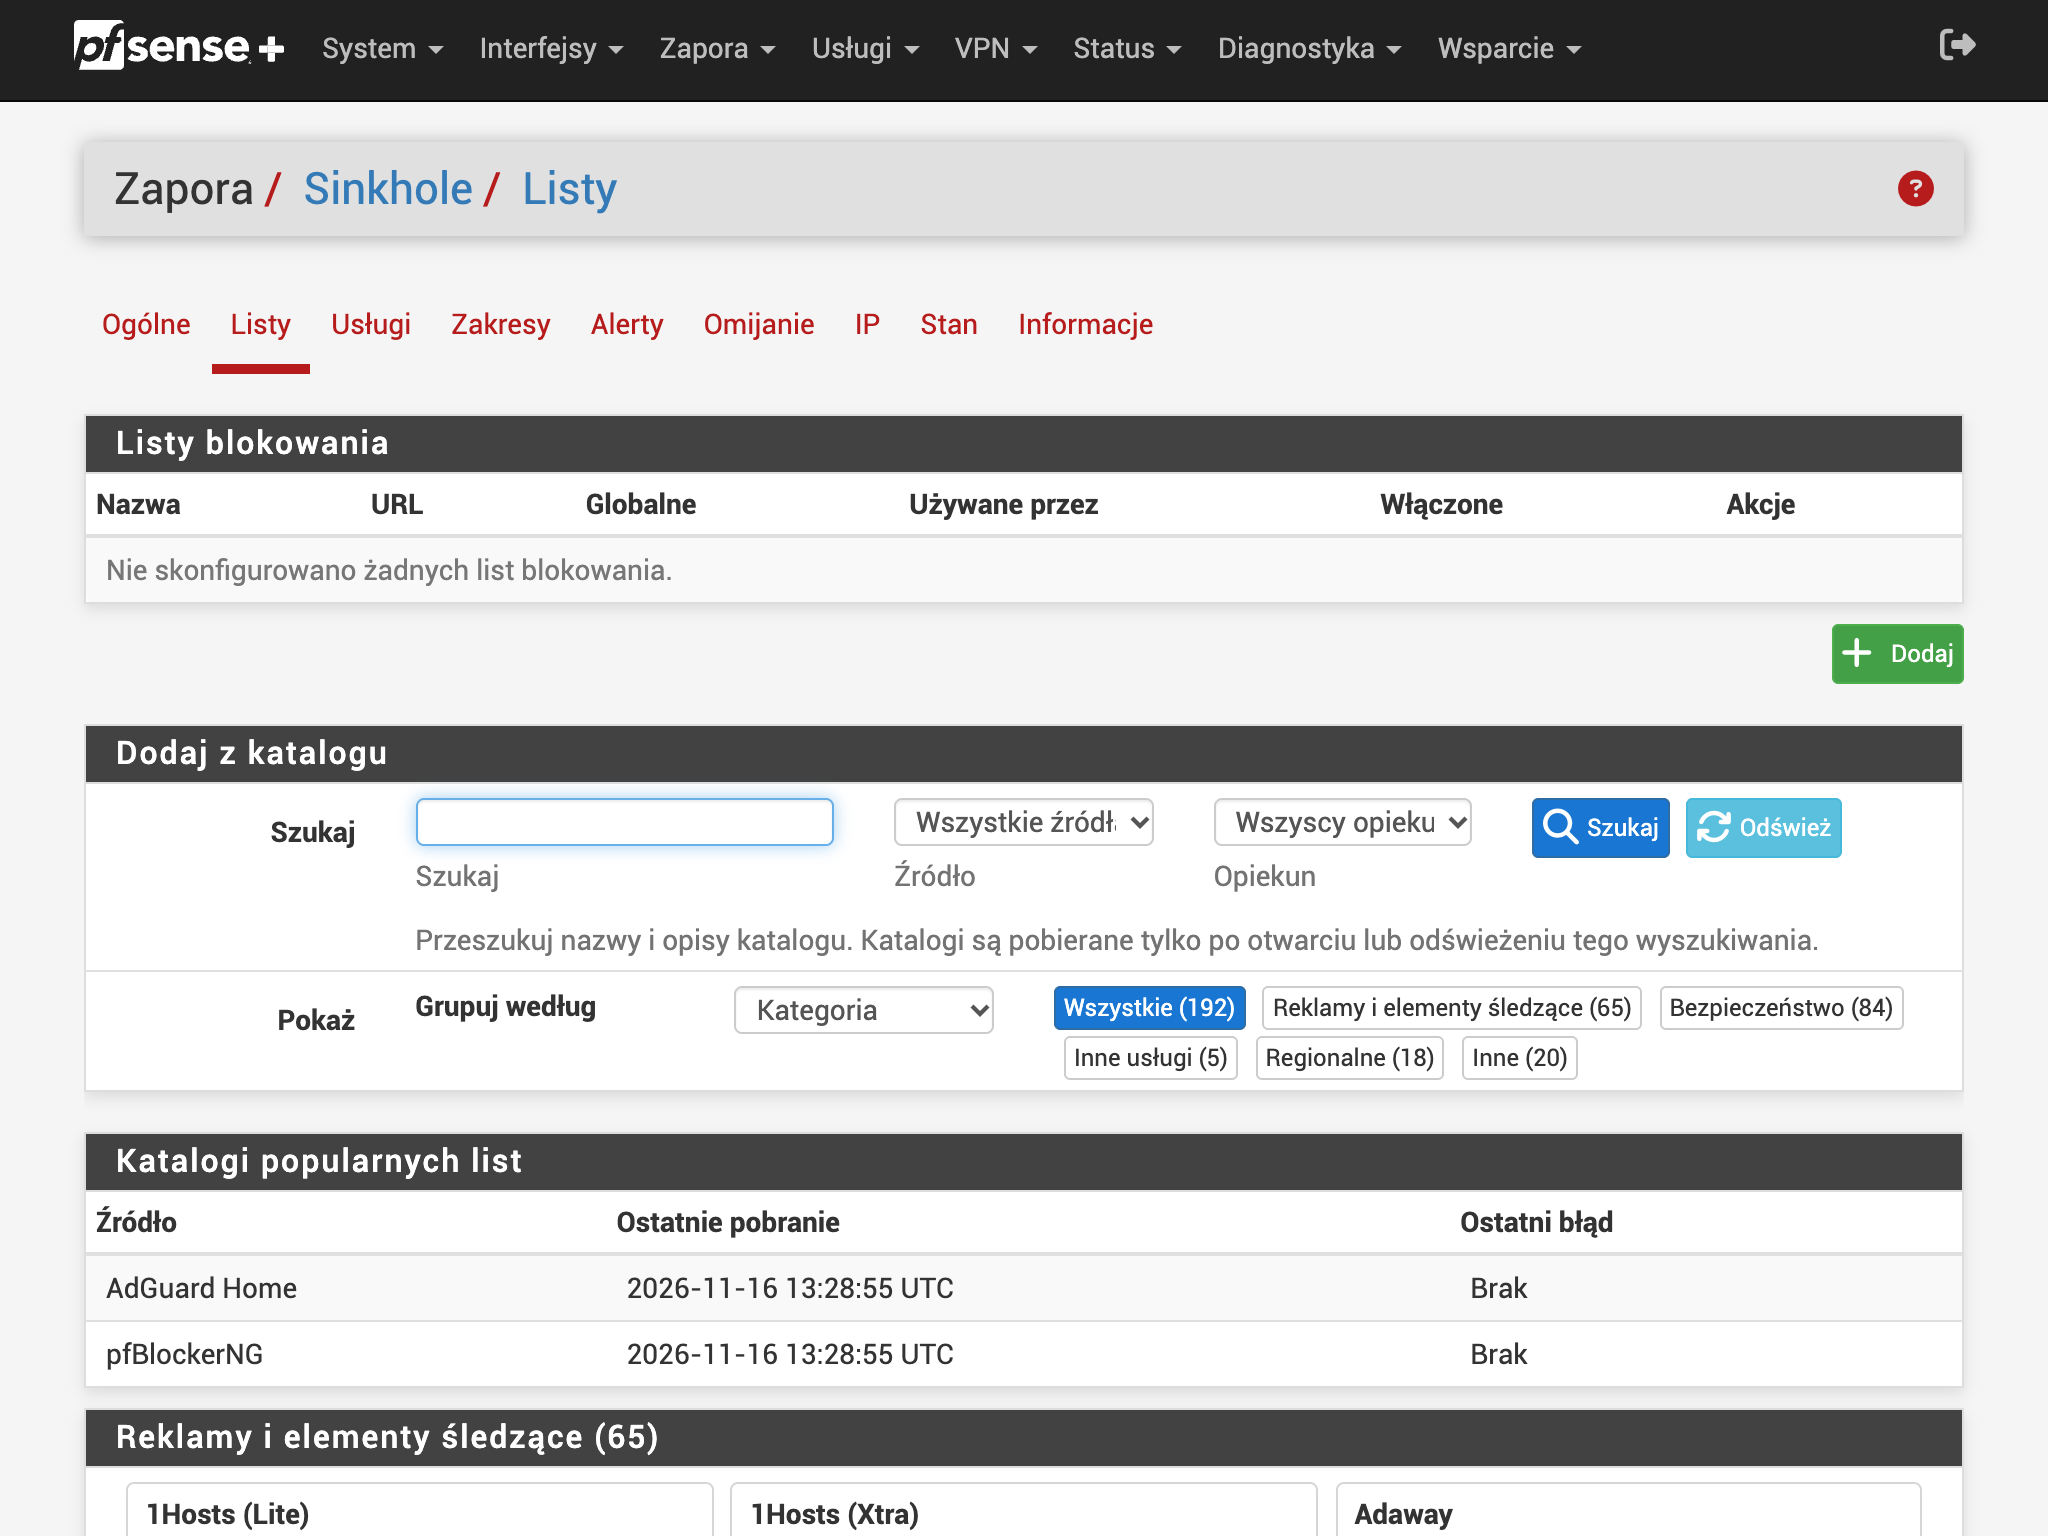 pfsense+ System Interfejsy Zapora Usługi VPN Status Diagnostyka Wsparcie
Zapora / Sinkhole / Listy ?
Ogólne Listy Usługi Zakresy Alerty Omijanie IP Stan Informacje
Listy blokowania
Nazwa URL Globalne Używane przez Włączone Akcje
Nie skonfigurowano żadnych list blokowania.
Dodaj
Dodaj z katalogu
Szukaj Wszystkie źródł Wszyscy opieku Szukaj Odśwież
Szukaj Źródło Opiekun
Przeszukuj nazwy i opisy katalogu. Katalogi są pobierane tylko po otwarciu lub odświeżeniu tego wyszukiwania.
Pokaż Grupuj według Kategoria Wszystkie (192) Reklamy i elementy śledzące (65) Bezpieczeństwo (84)
Inne usługi (5) Regionalne (18) Inne (20)
Katalogi popularnych list
Źródło Ostatnie pobranie Ostatni błąd
AdGuard Home 2026-11-16 13:28:55 UTC Brak
pfBlockerNG 2026-11-16 13:28:55 UTC Brak
Reklamy i elementy śledzące (65)
1Hosts (Lite) 1Hosts (Xtra) Adaway